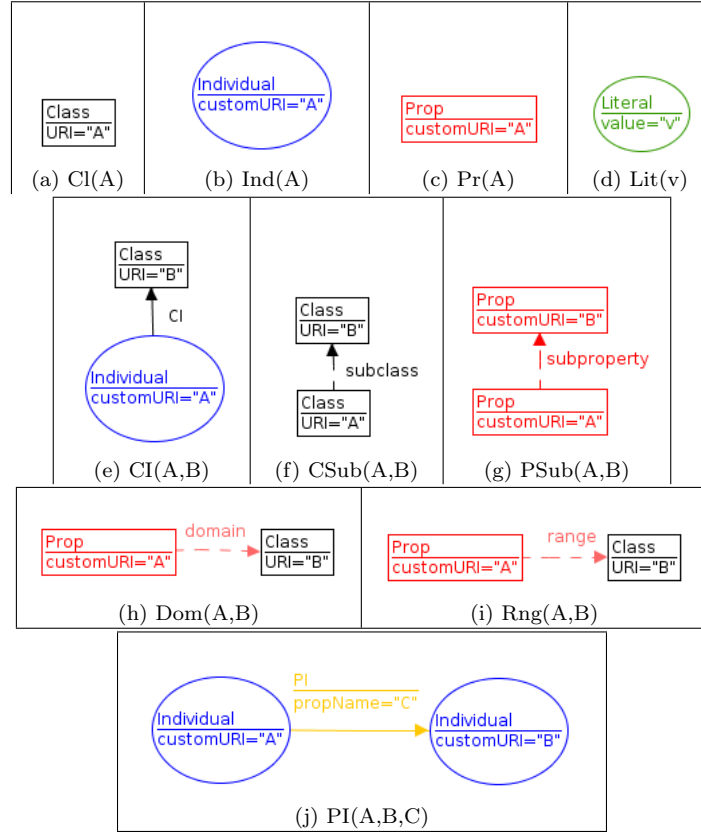 Class
URI="A"
(a) Cl(A)
Individual
customURI="A"
(b) Ind(A)
Prop
customURI="A"
(c) Pr(A)
Literal
value="v"
(d) Lit(v)
Class
URI="B"
CI
Individual
customURI="A"
(e) CI(A,B)
Class
URI="B"
subclass
Class
URI="A"
(f) CSub(A,B)
Prop
customURI="B"
subproperty
Prop
customURI="A"
(g) PSub(A,B)
Prop
customURI="A"
domain
Class
URI="B"
(h) Dom(A,B)
Prop
customURI="A"
range
Class
URI="B"
(i) Rng(A,B)
Individual
customURI="A"
PI
propName="C"
Individual
customURI="B"
(j) PI(A,B,C)